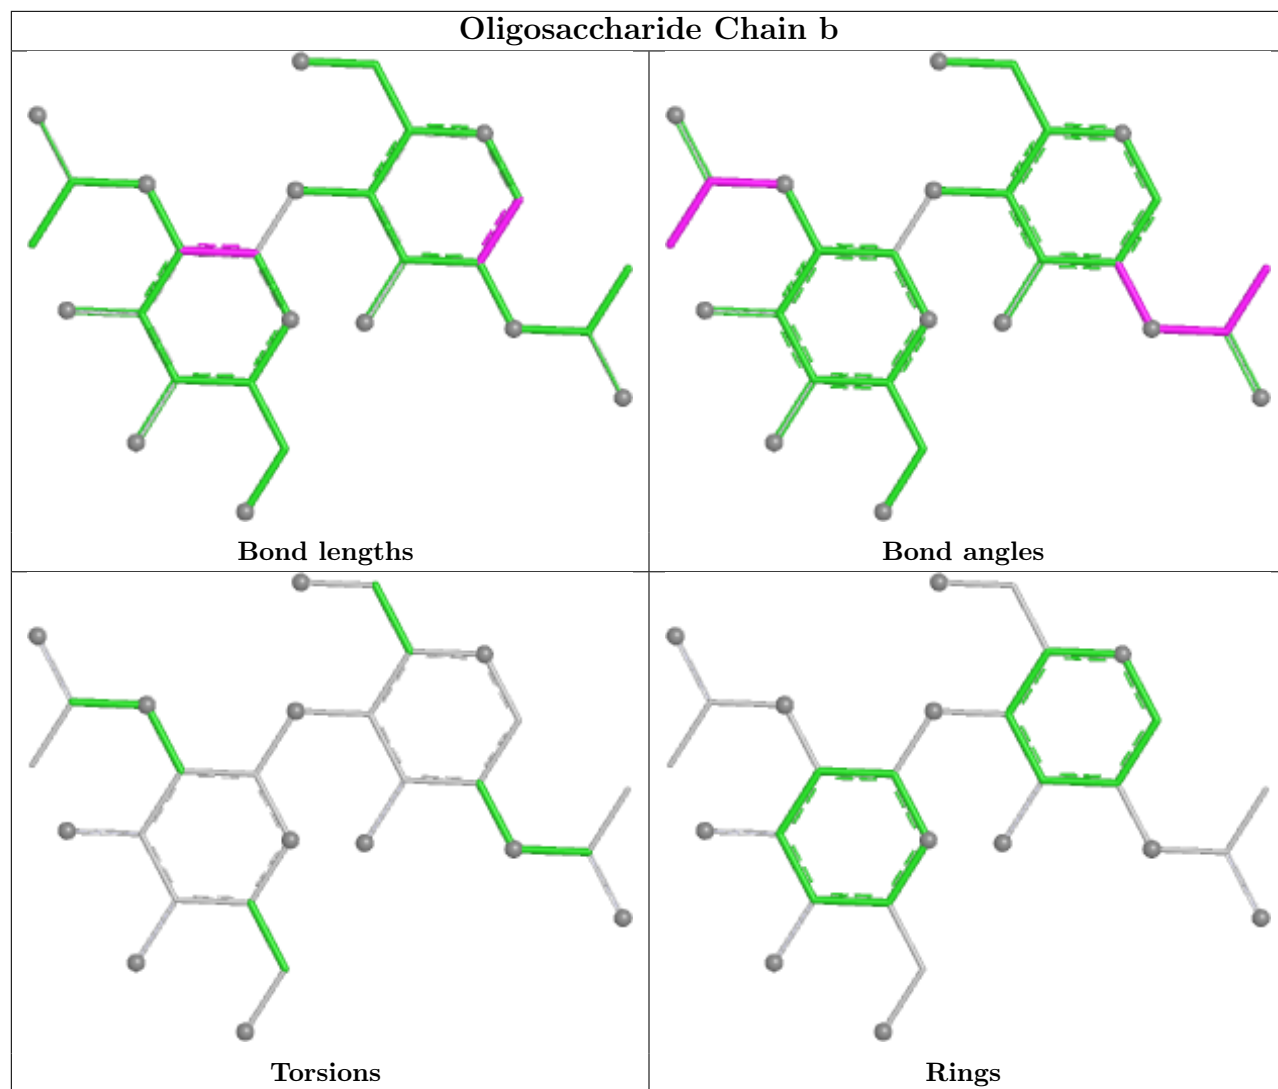 Oligosaccharide Chain b
Bond lengths
Bond angles
Torsions
Rings